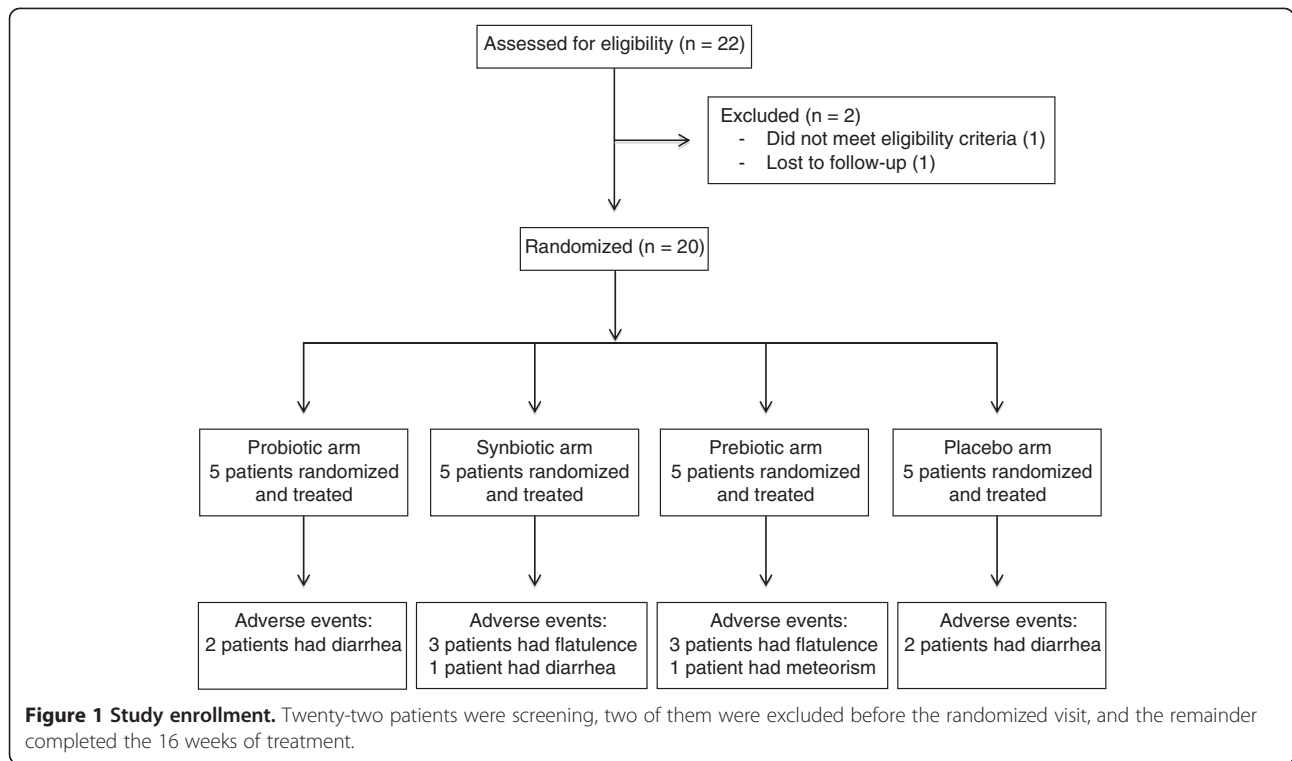 Assessed for eligibility (n = 22)
Excluded (n = 2)
- Did not meet eligibility criteria (1)
- Lost to follow-up (1)
Randomized (n = 20)
Probiotic arm
5 patients randomized
and treated
Synbiotic arm
5 patients randomized
and treated
Prebiotic arm
5 patients randomized
and treated
Placebo arm
5 patients randomized
and treated
Adverse events:
2 patients had diarrhea
Adverse events:
3 patients had flatulence
1 patient had diarrhea
Adverse events:
3 patients had flatulence
1 patient had meteorism
Adverse events:
2 patients had diarrhea
Figure 1 Study enrollment. Twenty-two patients were screening, two of them were excluded before the randomized visit, and the remainder
completed the 16 weeks of treatment.